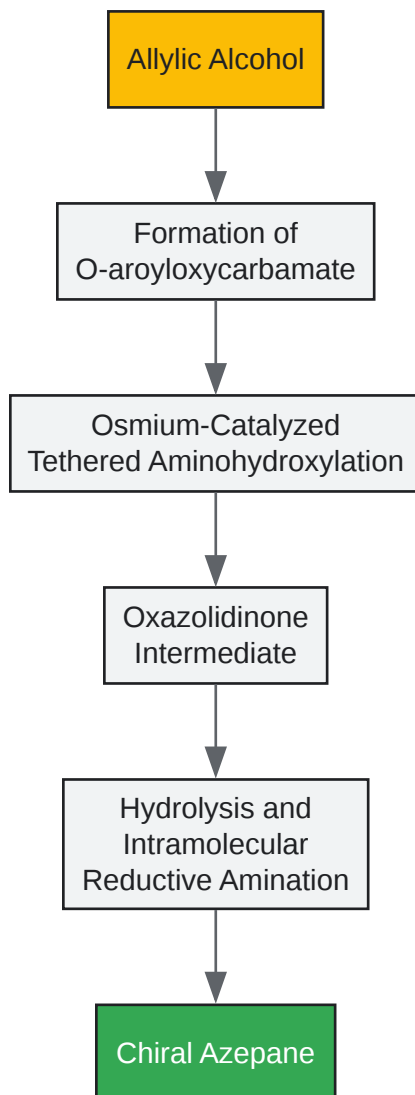 Allylic Alcohol
Formation of
O-aroyloxycarbamate
Osmium-Catalyzed
Tethered Aminohydroxylation
Oxazolidinone
Intermediate
Hydrolysis and
Intramolecular
Reductive Amination
Chiral Azepane